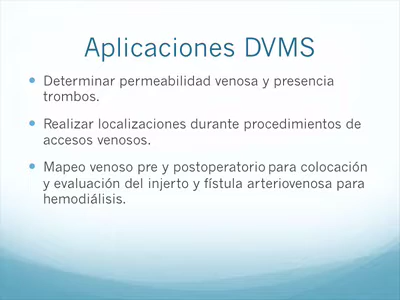 Aplicaciones DVMS
Determinar permeabilidad venosa y presencia
trombos.
Realizar localizaciones durante procedimientos de
accesos venosos.
Mapeo venoso pre y postoperatorio para colocación
y evaluación del injerto y fístula arteriovenosa para
hemodiálisis.